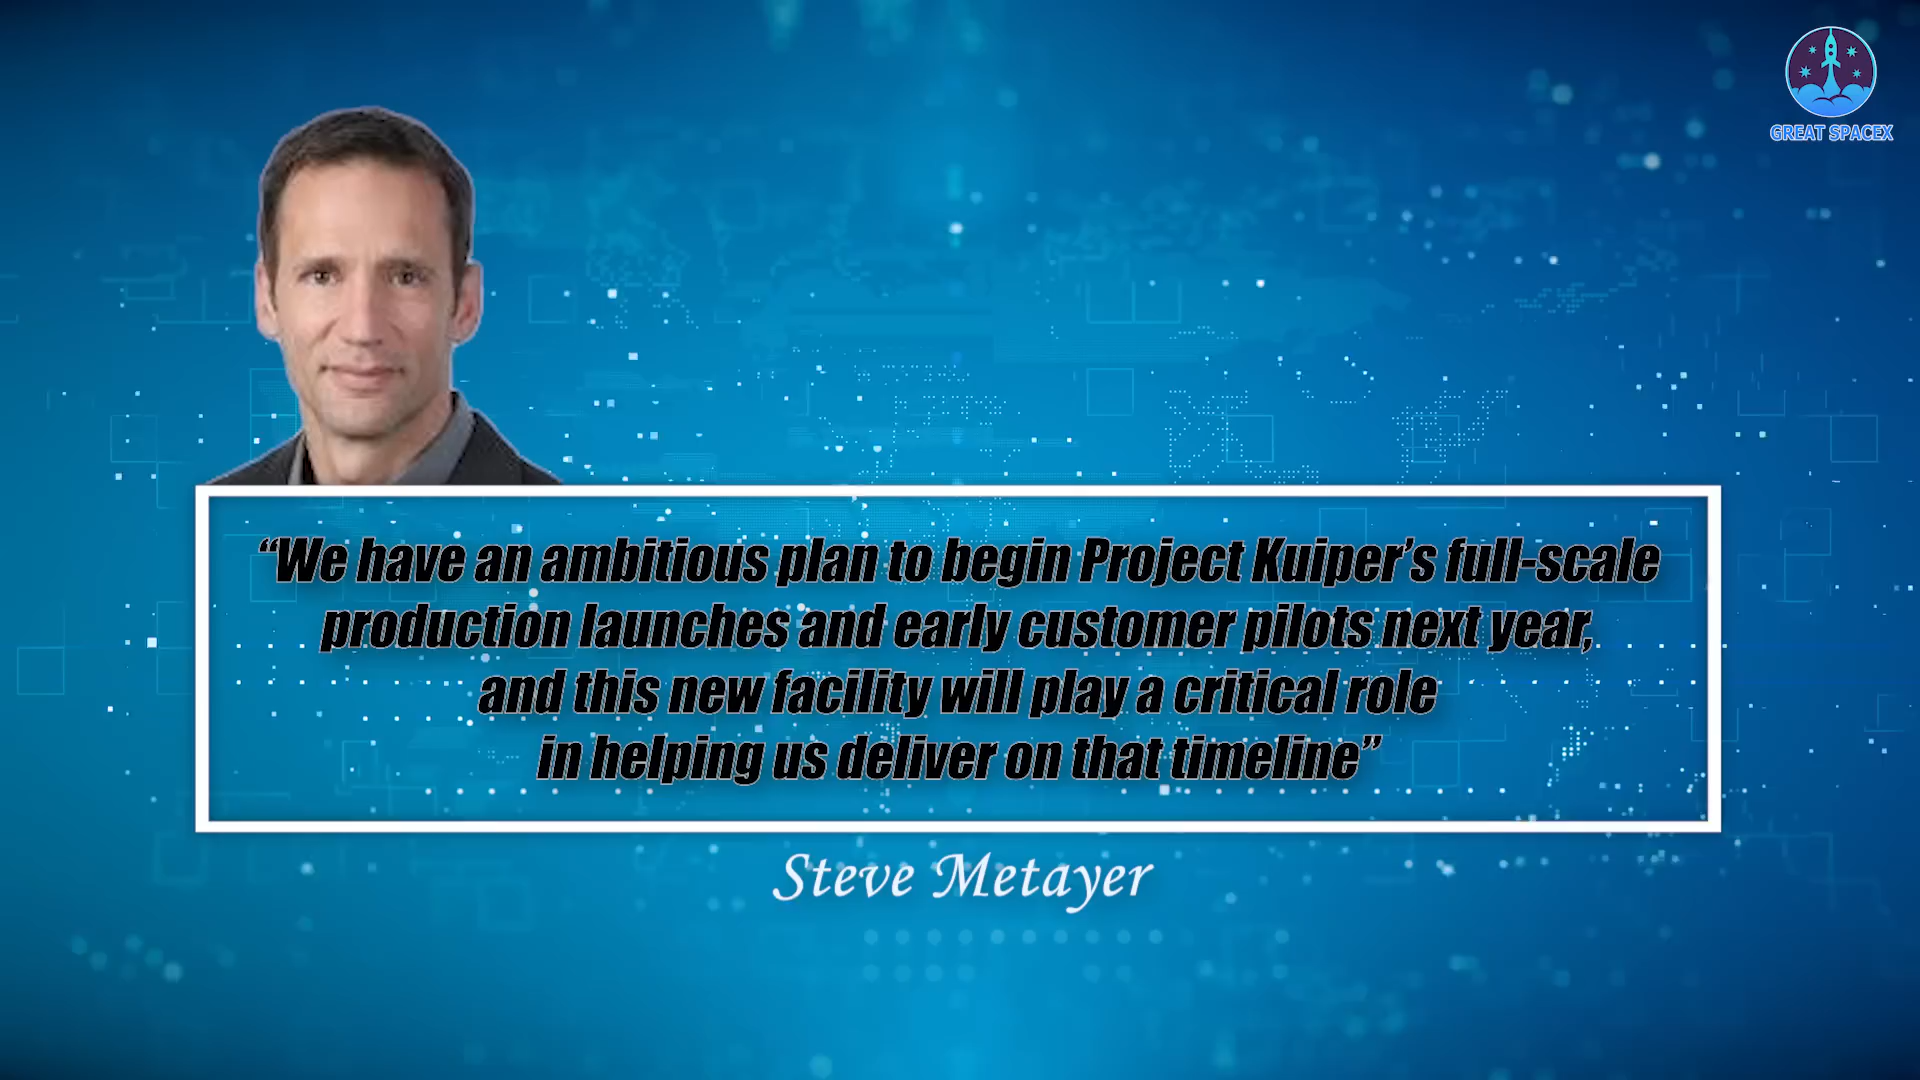 GREAT SPACEX
“We have an ambitious plan to begin Project Kuiper’s full-scale
production launches and early customer pilots next year,
and this new facility will play a critical role
in helping us deliver on that timeline”
Steve Metayer